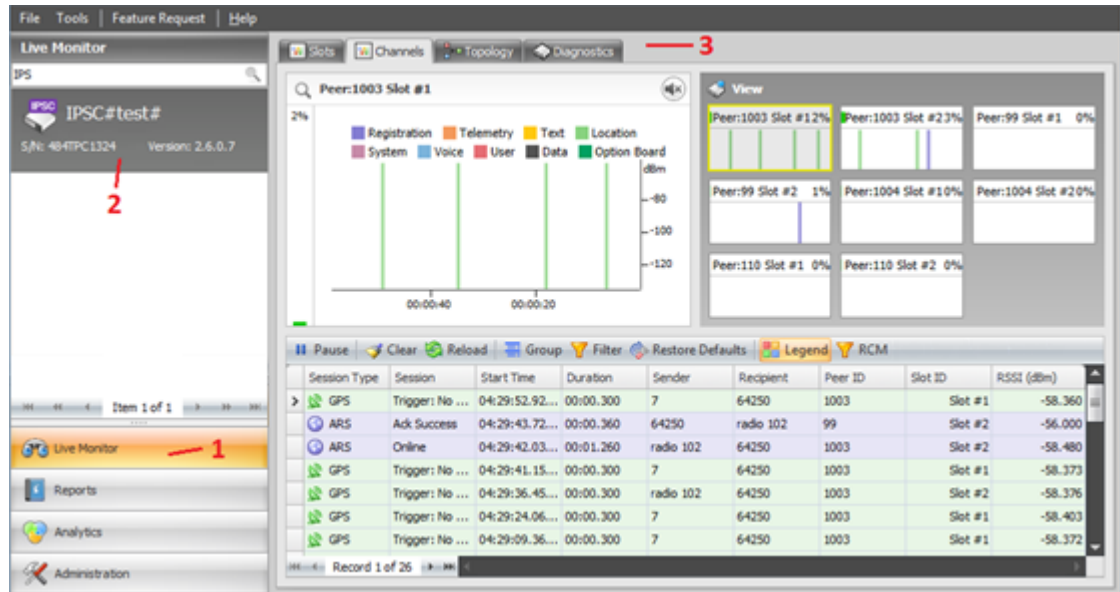 File Tools Feature Request Help
Live Monitor
IPS
IPSC IPSC#test#
S/N: 484TPC1324 Version: 2.6.0.7
2
Item 1 of 1
Live Monitor 1
Reports
Analytics
Administration
Slots Channels Topology Diagnostics 3
Peer:1003 Slot #1
2%
Registration Telemetry Text Location
System Voice User Data Option Board
dBm
-80
-100
-120
00:00:40 00:00:20
View
Peer:1003 Slot #12% Peer:1003 Slot #23% Peer:99 Slot #1 0%
Peer:99 Slot #2 1% Peer:1004 Slot #10% Peer:1004 Slot #20%
Peer:110 Slot #1 0% Peer:110 Slot #2 0%
Pause Clear Reload Group Filter Restore Defaults Legend RCM
Session Type Session Start Time Duration Sender Recipient Peer ID Slot ID RSSI (dBm)
GPS Trigger: No ... 04:29:52.92... 00:00.300 7 64250 1003 Slot #1 -58.360
ARS Ack Success 04:29:43.72... 00:00.360 64250 radio 102 99 Slot #2 -56.000
ARS Online 04:29:42.03... 00:01.260 radio 102 64250 1003 Slot #2 -58.480
GPS Trigger: No ... 04:29:41.15... 00:00.300 7 64250 1003 Slot #1 -58.373
GPS Trigger: No ... 04:29:36.45... 00:00.300 radio 102 64250 1003 Slot #2 -58.376
GPS Trigger: No ... 04:29:24.06... 00:00.300 7 64250 1003 Slot #1 -58.403
GPS Trigger: No ... 04:29:09.36... 00:00.300 7 64250 1003 Slot #1 -58.372
Record 1 of 26